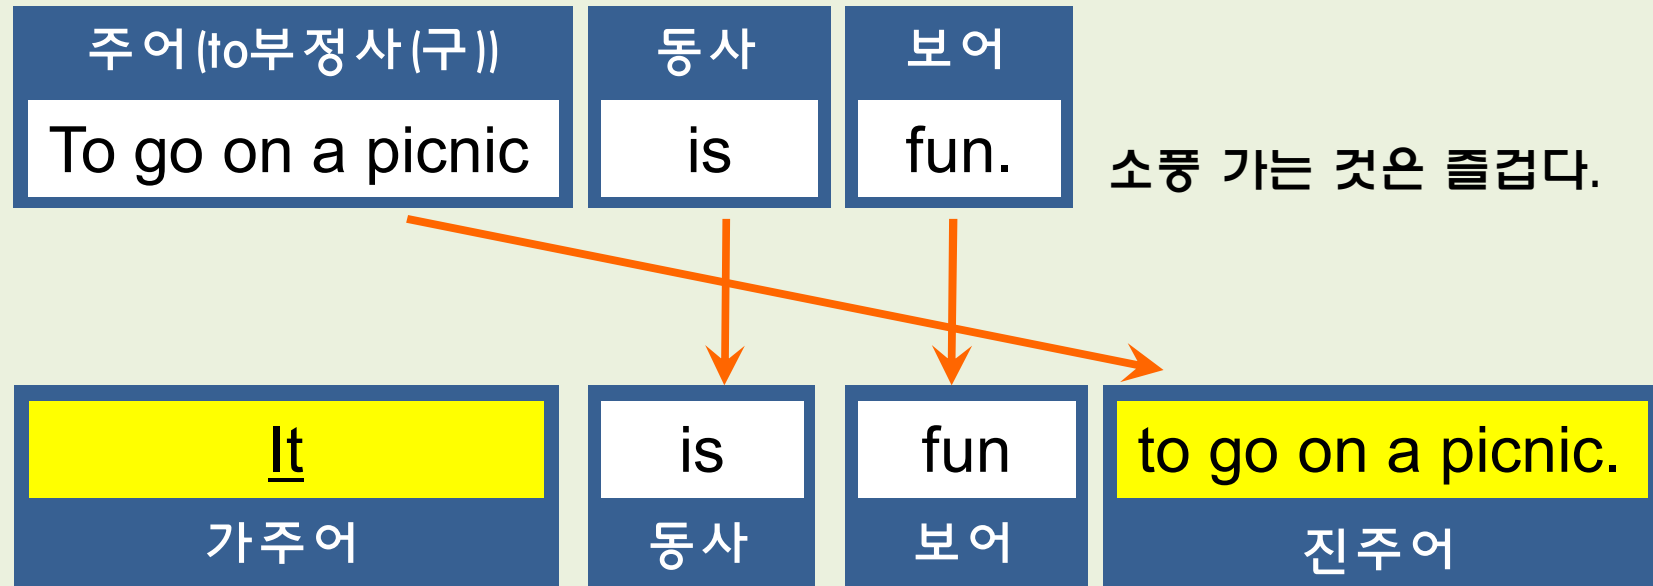 주어(to부정사(구)) 동사 보어
To go on a picnic is fun. 소풍 가는 것은 즐겁다.
It is fun to go on a picnic.
가주어 동사 보어 진주어